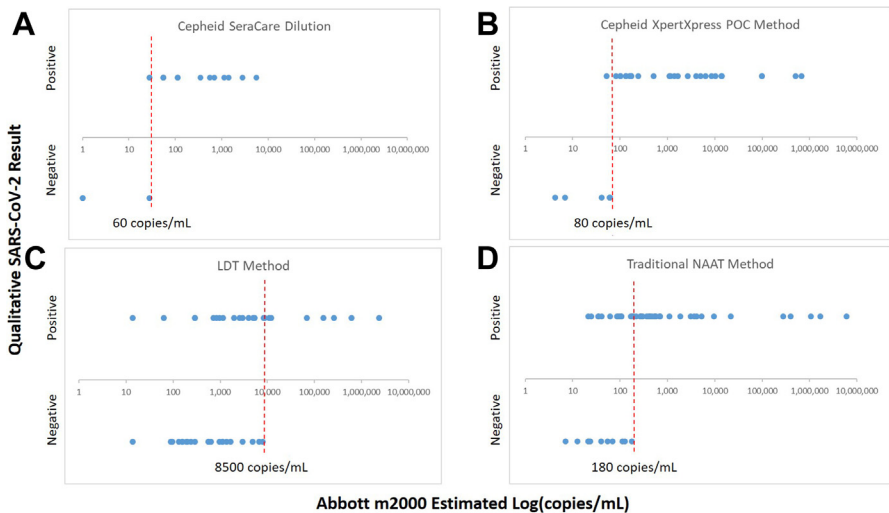 A
Cepheid SeraCare Dilution
Positive
1 10 100 1,000 10,000 100,000 1,000,000 10,000,000
Negative
60 copies/mL
B
Cepheid XpertXpress POC Method
Positive
1 10 100 1,000 10,000 100,000 1,000,000 10,000,000
Negative
80 copies/mL
Qualitative SARS-CoV-2 Result
C
LDT Method
Positive
1 10 100 1,000 10,000 100,000 1,000,000 10,000,000
Negative
8500 copies/mL
D
Traditional NAAT Method
Positive
1 10 100 1,000 10,000 100,000 1,000,000 10,000,000
Negative
180 copies/mL
Abbott m2000 Estimated Log(copies/mL)